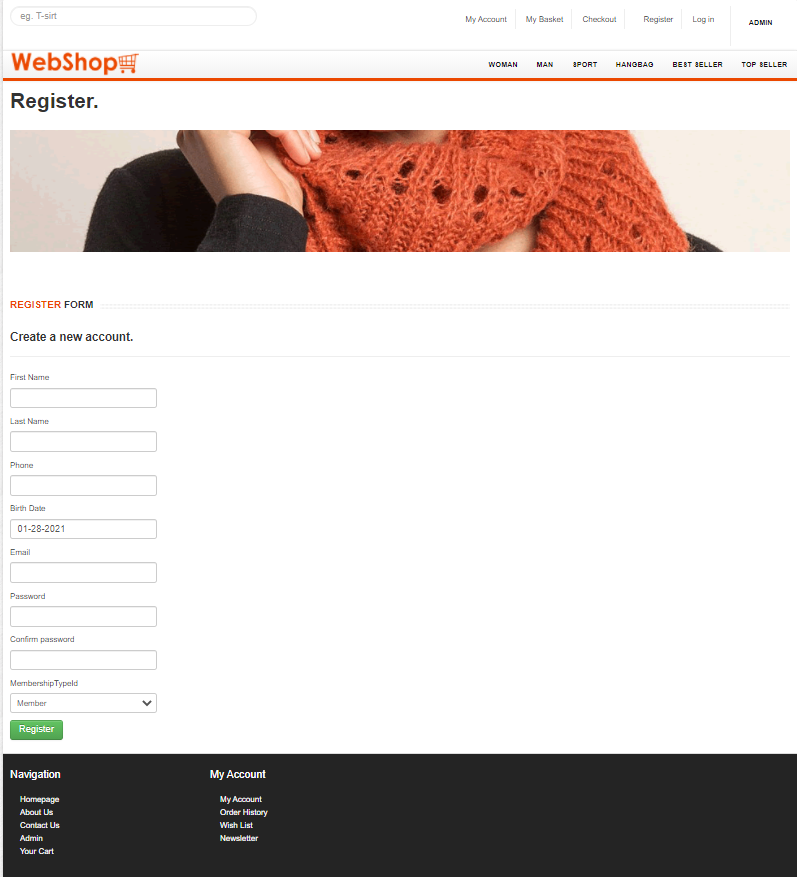 eg. T-sirt
My Account
My Basket
Checkout
Register
Log in
ADMIN
WebShop
WOMAN
MAN
SPORT
HANGBAG
BEST SELLER
TOP SELLER
Register.
REGISTER FORM
Create a new account.
First Name
Last Name
Phone
Birth Date
01-28-2021
Email
Password
Confirm password
MembershipTypeId
Member
Register
Navigation
Homepage
About Us
Contact Us
Admin
Your Cart
My Account
My Account
Order History
Wish List
Newsletter